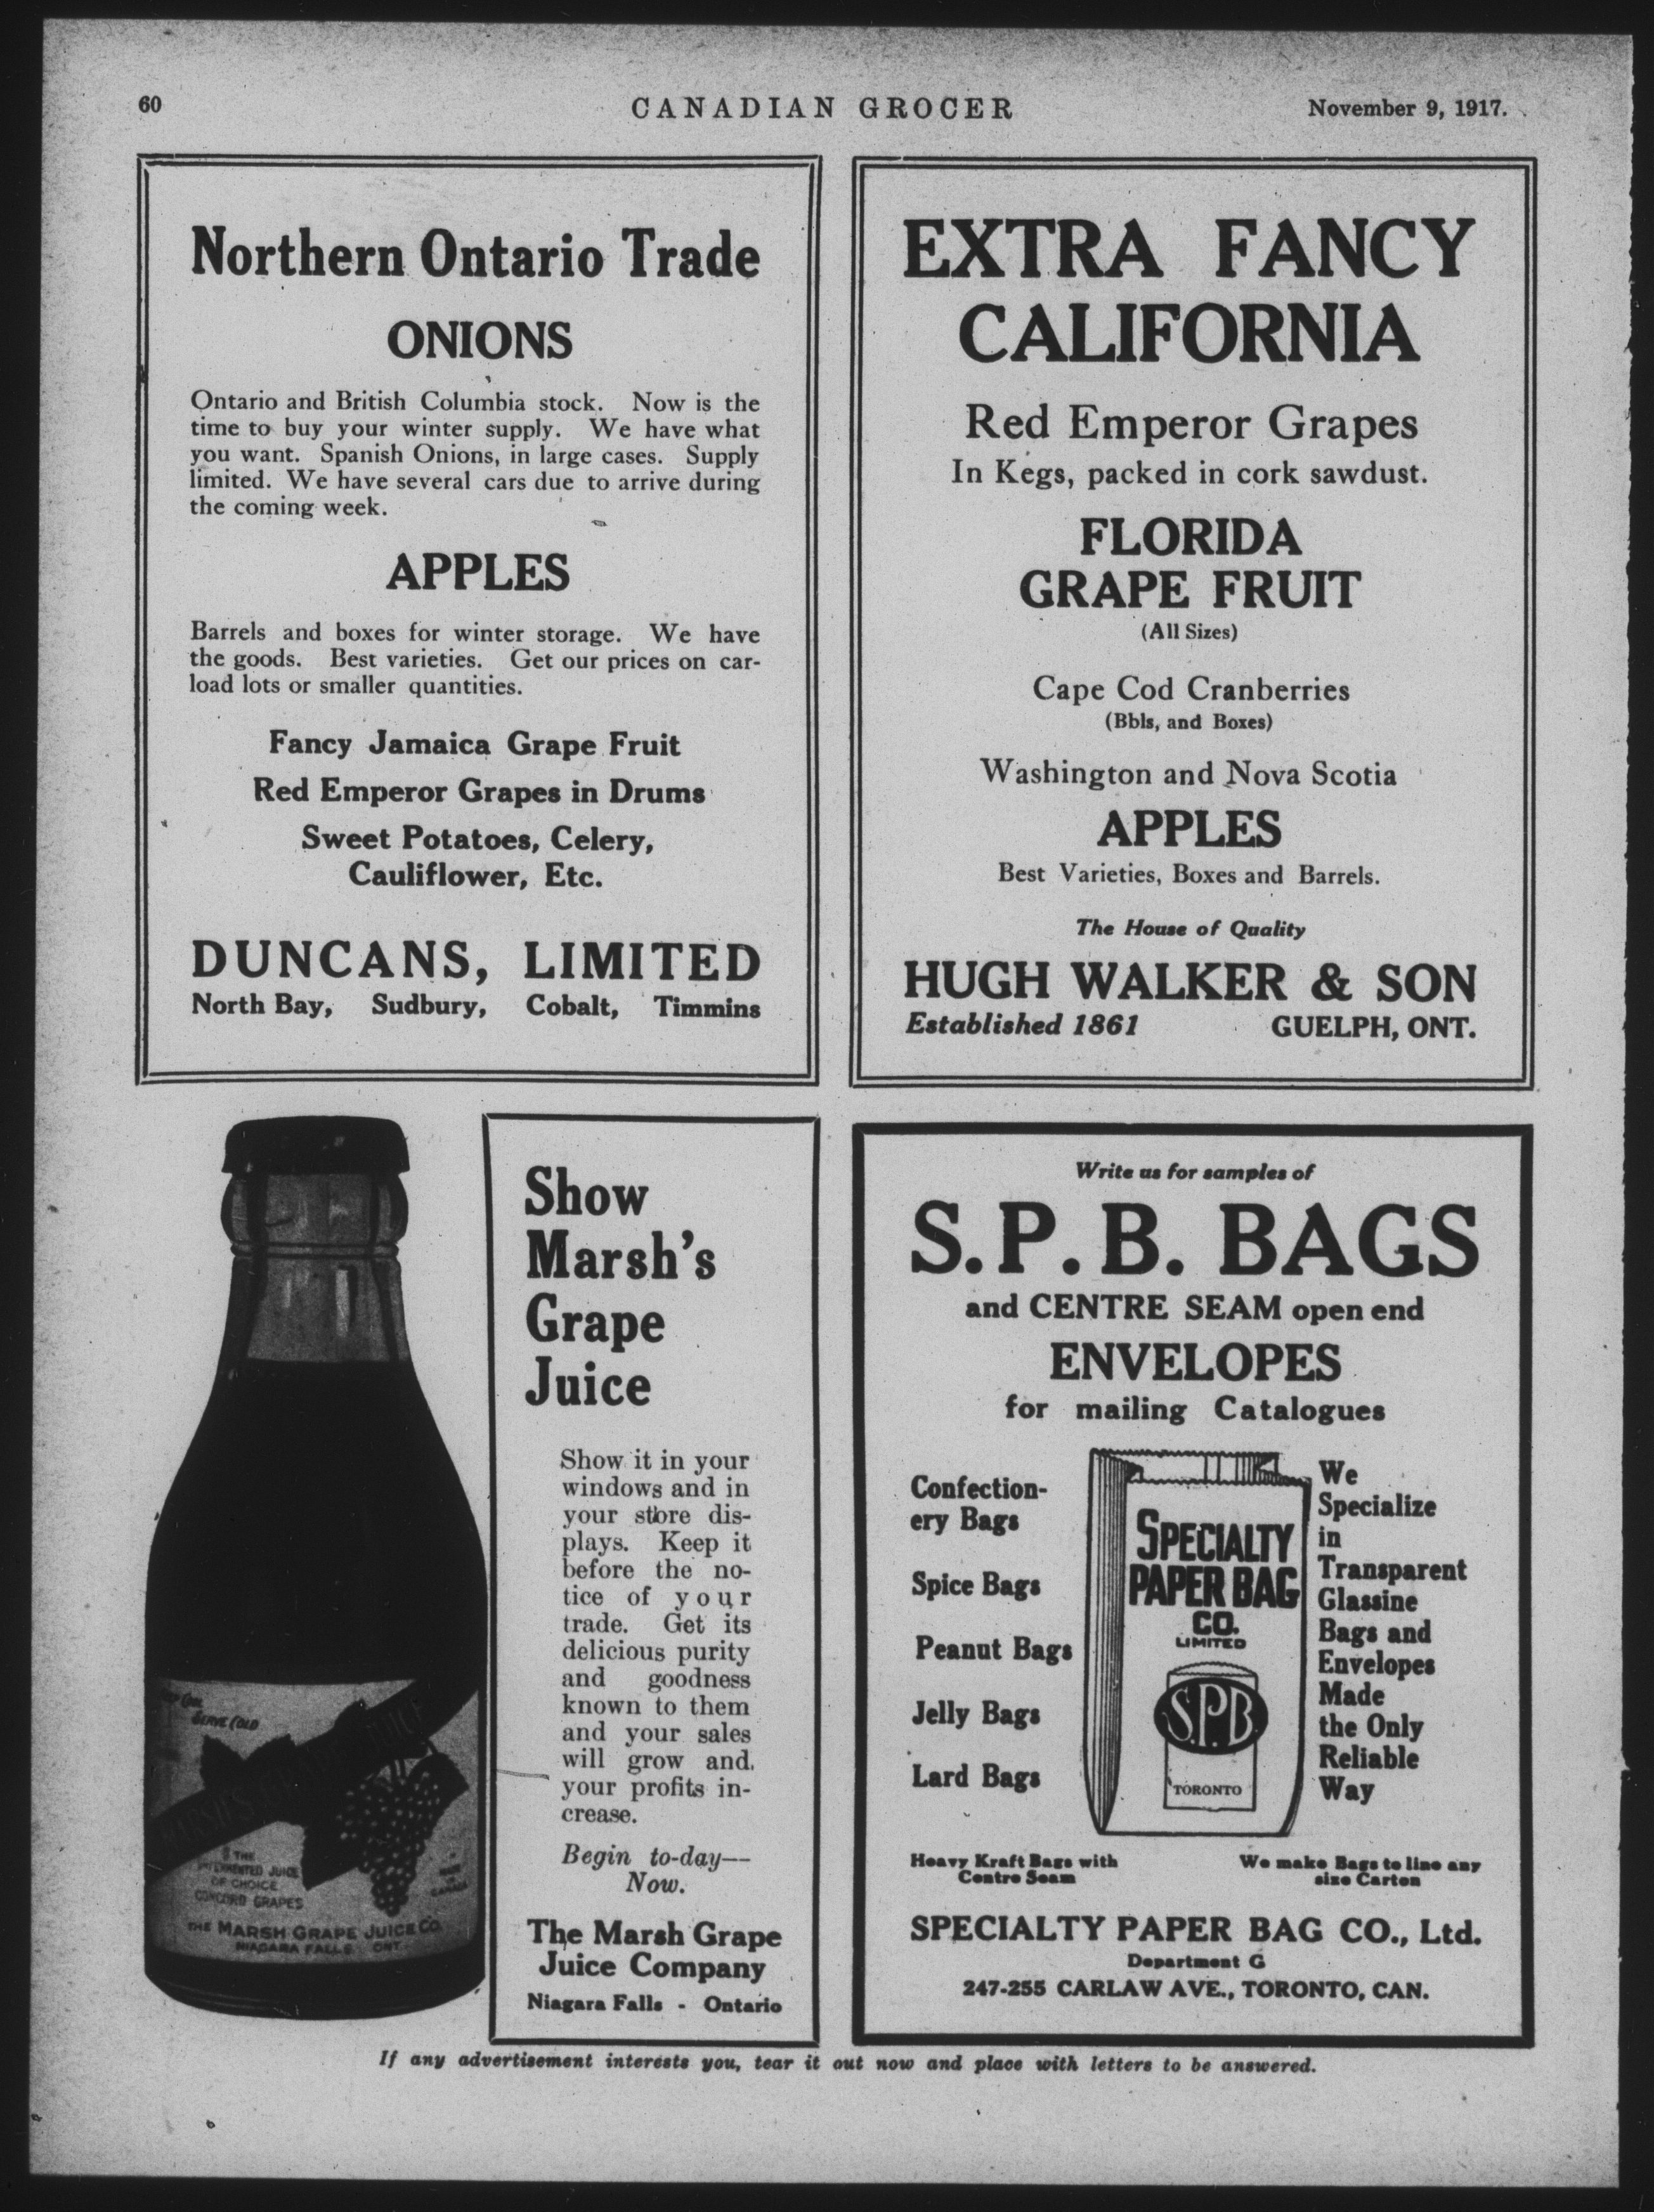 60
CANADIAN GROCER
November 9, 1917.
Northern Ontario Trade
ONIONS
Ontario and British Columbia stock. Now is the
time to buy your winter supply. We have what
you want. Spanish Onions, in large cases. Supply
limited. We have several cars due to arrive during
the coming week.
APPLES
Barrels and boxes for winter storage. We have
the goods. Best varieties. Get our prices on car-
load lots or smaller quantities.
Fancy Jamaica Grape Fruit
Red Emperor Grapes in Drums
Sweet Potatoes, Celery,
Cauliflower, Etc.
DUNCANS, LIMITED
North Bay, Sudbury, Cobalt, Timmins
EXTRA FANCY
CALIFORNIA
Red Emperor Grapes
In Kegs, packed in cork sawdust.
FLORIDA
GRAPE FRUIT
(All Sizes)
Cape Cod Cranberries
(Bbls, and Boxes)
Washington and Nova Scotia
APPLES
Best Varieties, Boxes and Barrels.
The House of Quality
HUGH WALKER & SON
Established 1861
GUELPH, ONT.
SERVE COLD
MARSH'S
JUICE
THE
JUICE
OF CHOICE
CONCORD GRAPES
MADE
IN
CANADA
THE MARSH GRAPE JUICE CO.
NIAGARA FALLS ONT.
Show
Marsh's
Grape
Juice
Show it in your
windows and in
your store dis-
plays. Keep it
before the no-
tice of your
trade. Get its
delicious purity
and goodness
known to them
and your sales
will grow and
your profits in-
crease.
Begin to-day—
Now.
The Marsh Grape
Juice Company
Niagara Falls - Ontario
Write us for samples of
S.P.B. BAGS
and CENTRE SEAM open end
ENVELOPES
for mailing Catalogues
Confection-
ery Bags
Spice Bags
Peanut Bags
Jelly Bags
Lard Bags
SPECIALTY
PAPER BAG
CO.
LIMITED
S.P.B
TORONTO
We
Specialize
in
Transparent
Glassine
Bags and
Envelopes
Made
the Only
Reliable
Way
Heavy Kraft Bags with
Centre Seam
We make Bags to line any
size Carton
SPECIALTY PAPER BAG CO., Ltd.
Department G
247-255 CARLAW AVE., TORONTO, CAN.
If any advertisement interests you, tear it out now and place with letters to be answered.